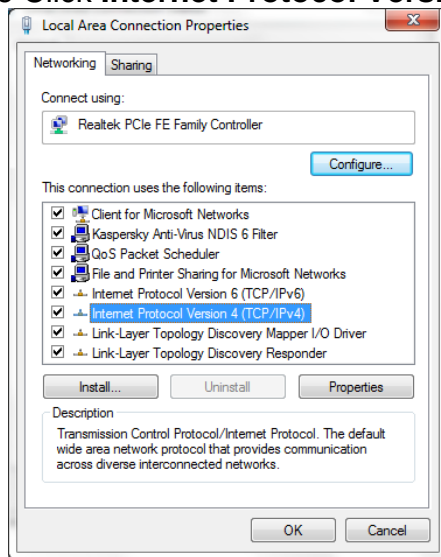 Local Area Connection Properties
Networking Sharing
Connect using:
Realtek PCIe FE Family Controller
Configure...
This connection uses the following items:
Client for Microsoft Networks
Kaspersky Anti-Virus NDIS 6 Filter
QoS Packet Scheduler
File and Printer Sharing for Microsoft Networks
Internet Protocol Version 6 (TCP/IPv6)
Internet Protocol Version 4 (TCP/IPv4)
Link-Layer Topology Discovery Mapper I/O Driver
Link-Layer Topology Discovery Responder
Install... Uninstall Properties
Description
Transmission Control Protocol/Internet Protocol. The default
wide area network protocol that provides communication
across diverse interconnected networks.
OK Cancel